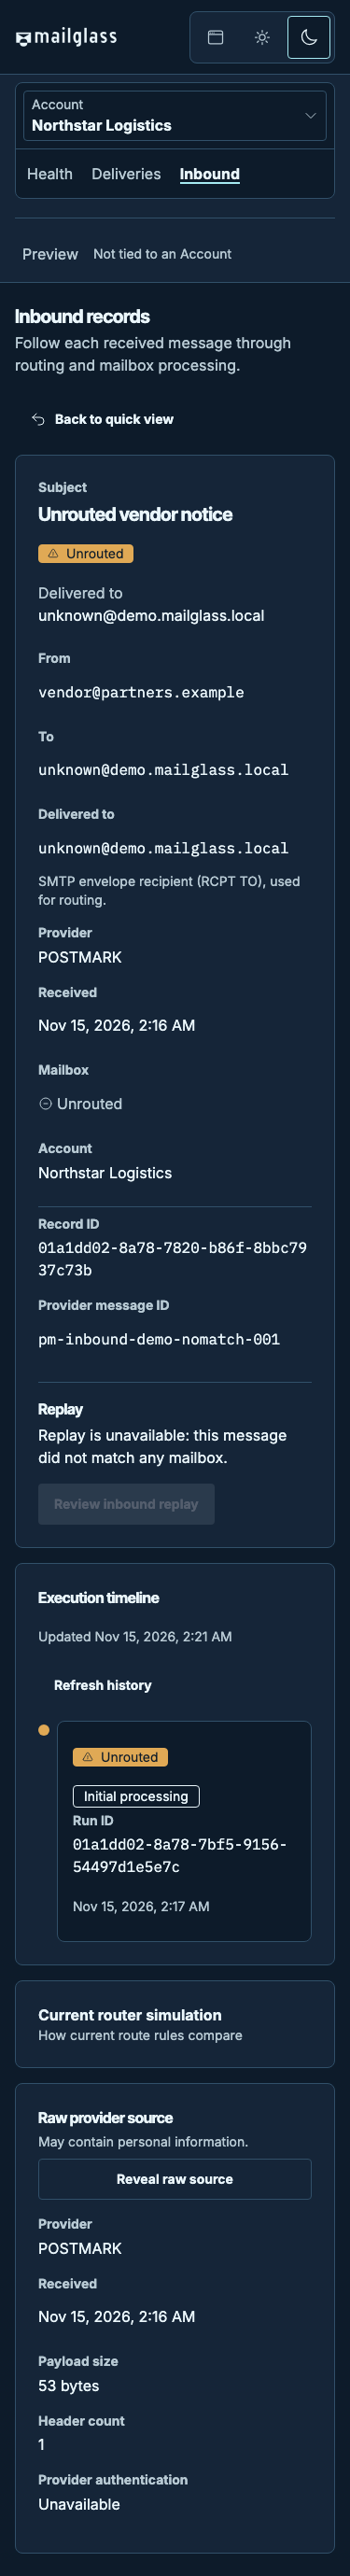 mailglass
Account
Northstar Logistics
Health Deliveries Inbound
Preview Not tied to an Account
Inbound records
Follow each received message through
routing and mailbox processing.
Back to quick view
Subject
Unrouted vendor notice
Unrouted
Delivered to
unknown@demo.mailglass.local
From
vendor@partners.example
To
unknown@demo.mailglass.local
Delivered to
unknown@demo.mailglass.local
SMTP envelope recipient (RCPT TO), used
for routing.
Provider
POSTMARK
Received
Nov 15, 2026, 2:16 AM
Mailbox
Unrouted
Account
Northstar Logistics
Record ID
01a1dd02-8a78-7820-b86f-8bbc79
37c73b
Provider message ID
pm-inbound-demo-nomatch-001
Replay
Replay is unavailable: this message
did not match any mailbox.
Review inbound replay
Execution timeline
Updated Nov 15, 2026, 2:21 AM
Refresh history
Unrouted
Initial processing
Run ID
01a1dd02-8a78-7bf5-9156-
54497d1e5e7c
Nov 15, 2026, 2:17 AM
Current router simulation
How current route rules compare
Raw provider source
May contain personal information.
Reveal raw source
Provider
POSTMARK
Received
Nov 15, 2026, 2:16 AM
Payload size
53 bytes
Header count
1
Provider authentication
Unavailable